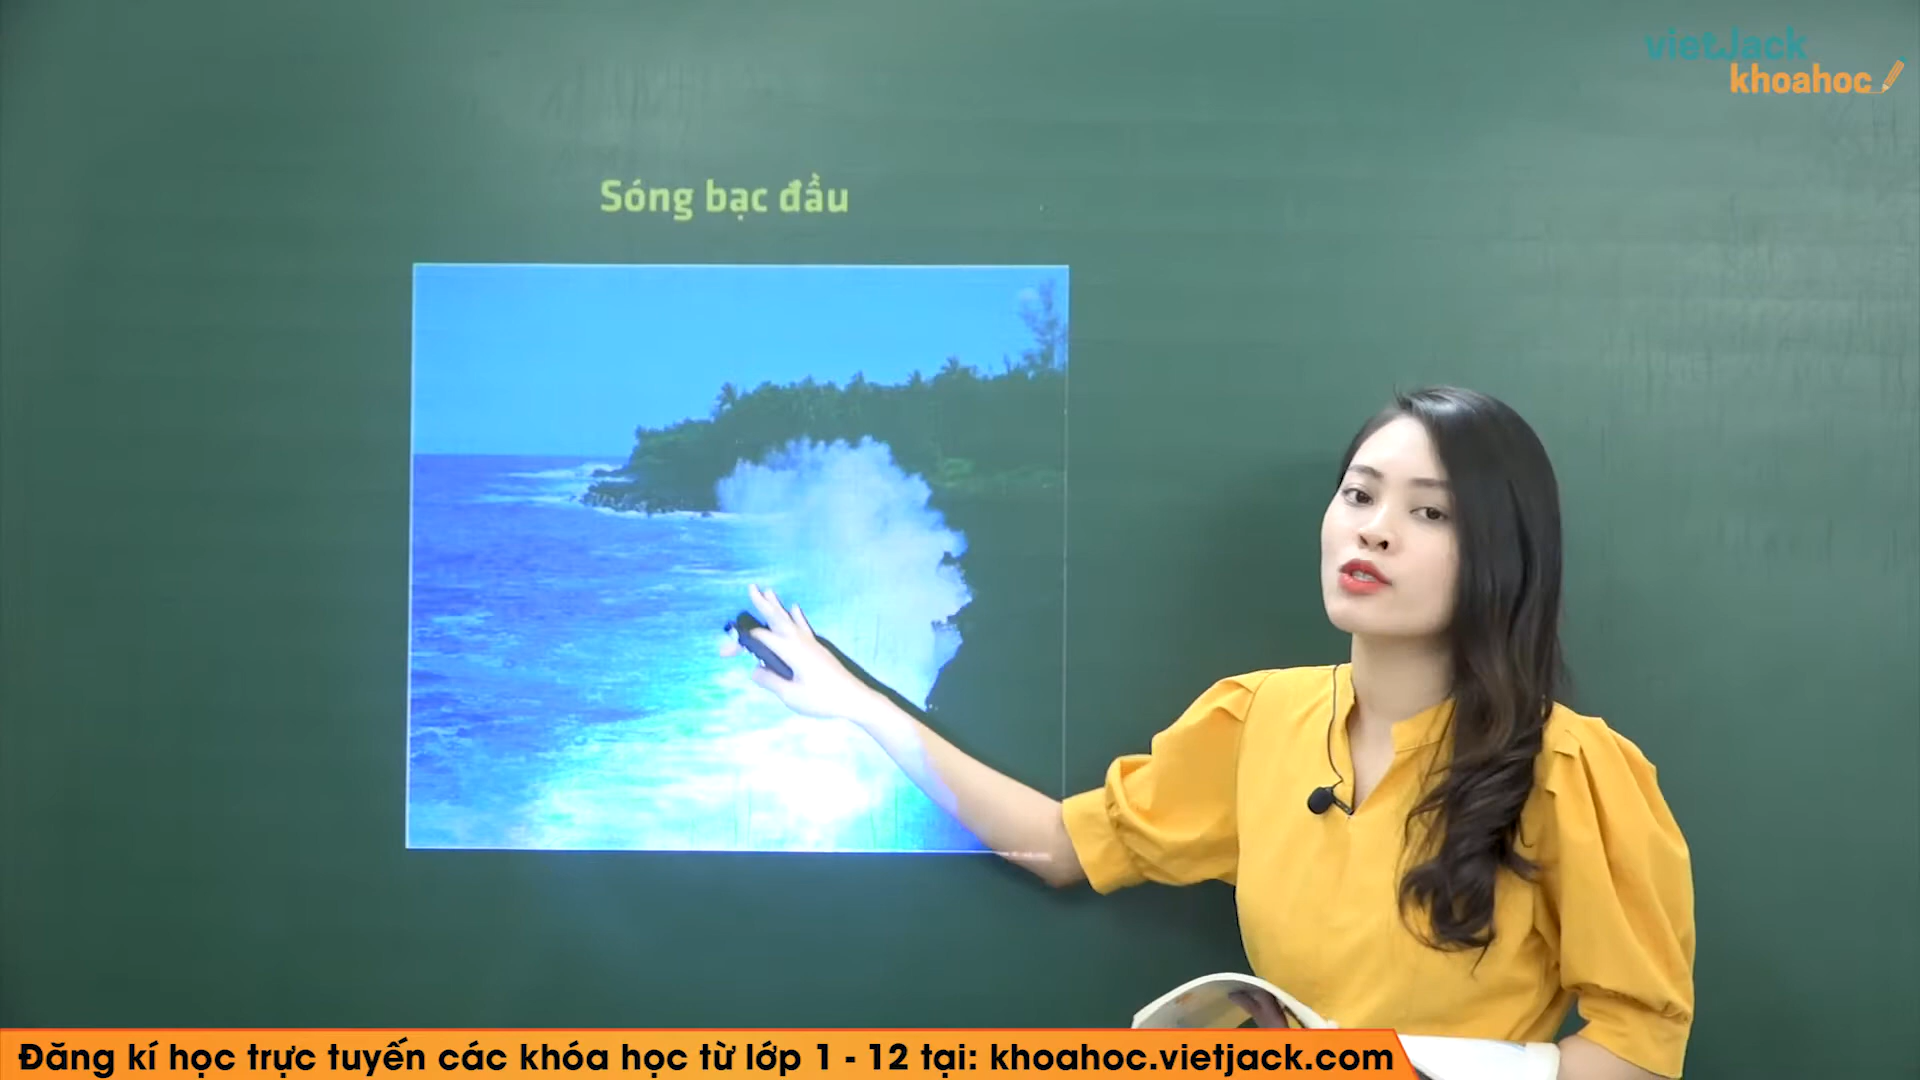 vietJack
khoahoc
Sóng bạc đầu
Đăng kí học trực tuyến các khóa học từ lớp 1 - 12 tại: khoahoc.vietjack.com